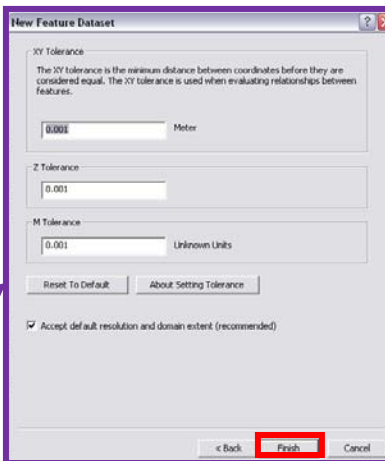 New Feature Dataset
XY Tolerance
The XY tolerance is the minimum distance between coordinates before they are
considered equal. The XY tolerance is used when evaluating relationships between
features.
0.001 Meter
Z Tolerance
0.001
M Tolerance
0.001 Unknown Units
Reset To Default About Setting Tolerance
Accept default resolution and domain extent (recommended)
< Back Finish Cancel